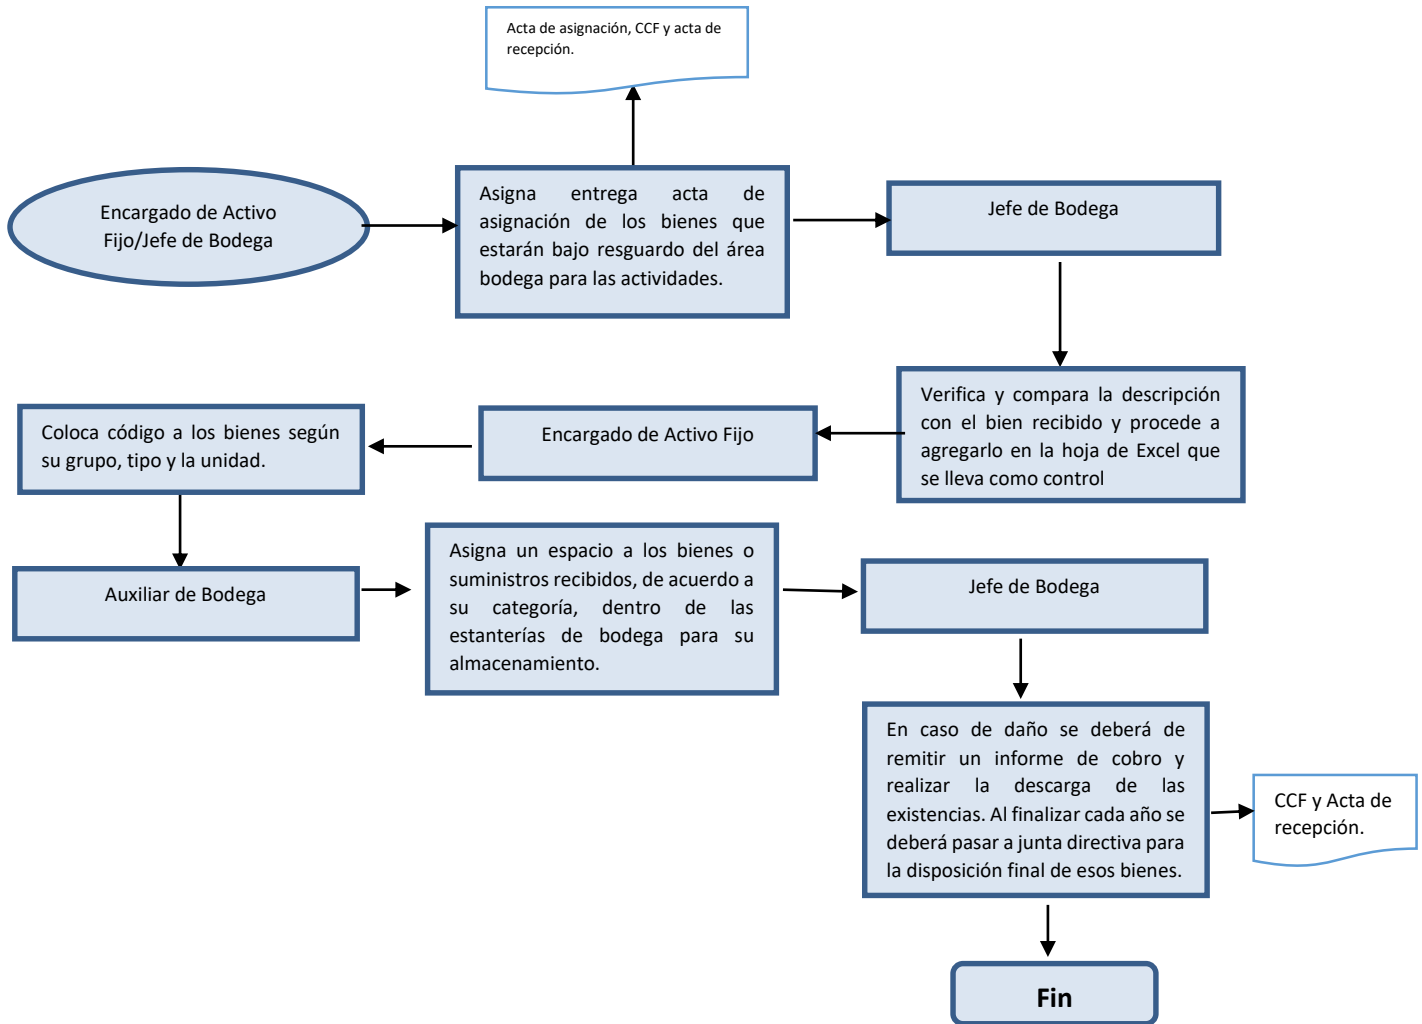 Acta de asignación, CCF y acta de
recepción.
Encargado de Activo
Fijo/Jefe de Bodega
Asigna entrega acta de
asignación de los bienes que
estarán bajo resguardo del área
bodega para las actividades.
Jefe de Bodega
Verifica y compara la descripción
con el bien recibido y procede a
agregarlo en la hoja de Excel que
se lleva como control
Encargado de Activo Fijo
Coloca código a los bienes según
su grupo, tipo y la unidad.
Auxiliar de Bodega
Asigna un espacio a los bienes o
suministros recibidos, de acuerdo a
su categoría, dentro de las
estanterías de bodega para su
almacenamiento.
Jefe de Bodega
En caso de daño se deberá de
remitir un informe de cobro y
realizar la descarga de las
existencias. Al finalizar cada año se
deberá pasar a junta directiva para
la disposición final de esos bienes.
CCF y Acta de
recepción.
Fin